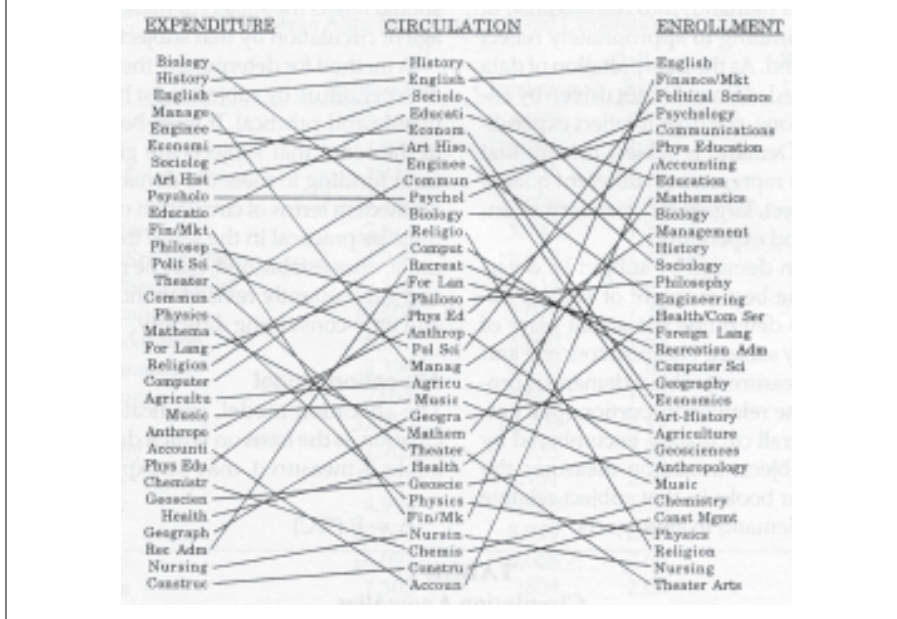 EXPENDITURE CIRCULATION ENROLLMENT
Biology History English
History English Finance/Mkt
English Sociolo Political Science
Manage Educati Psychology
Enginee Econom Communications
Economi Art Hiso Phys Education
Sociolog Enginee Accounting
Art Hist Commun Education
Psycholo Psychol Mathematics
Educatio Biology Biology
Fin/Mkt Religio Management
Philosop Comput History
Polit Sci Recreat Sociology
Theater For Lan Philosophy
Commun Philoso Engineering
Physics Phys Ed Health/Com Ser
Mathema Anthrop Foreign Lang
For Lang Pol Sci Recreation Adm
Religion Manag Computer Sci
Computer Agricu Geography
Agricultu Music Economics
Music Geogra Art-History
Anthropo Mathem Agriculture
Accounti Theater Geosciences
Phys Edu Health Anthropology
Chemistr Geoscie Music
Geoscien Physics Chemistry
Health Fin/Mk Const Mgmt
Geograph Nursin Physics
Rec Adm Chemis Religion
Nursing Constru Nursing
Construc Accoun Theater Arts